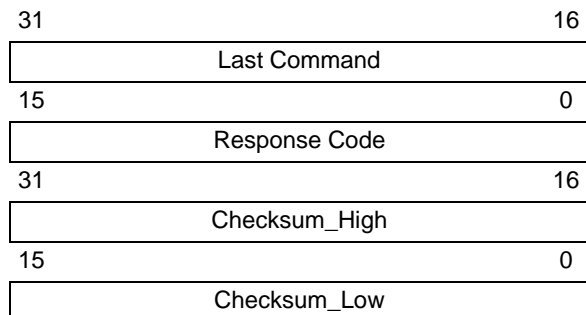 31 16
Last Command
15 0
Response Code
31 16
Checksum_High
15 0
Checksum_Low